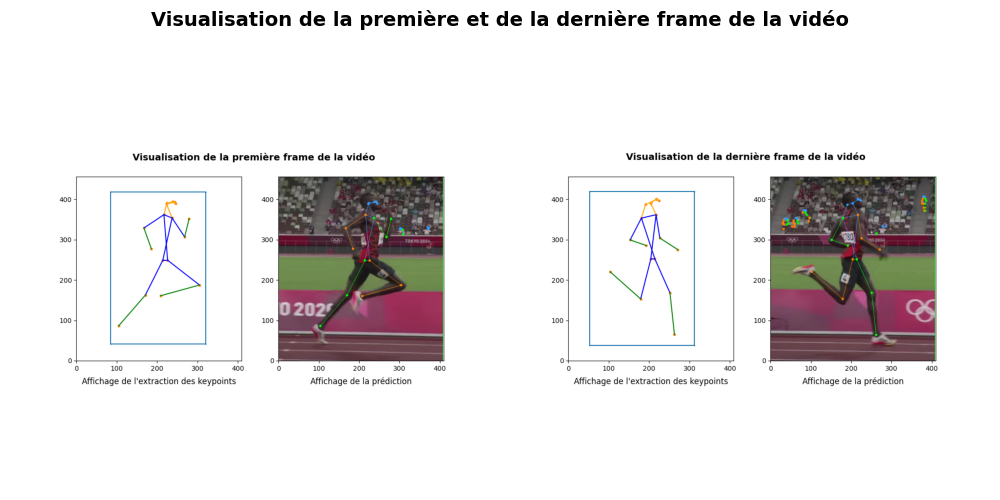 Visualisation de la première et de la dernière frame de la vidéo
Visualisation de la première frame de la vidéo
400
300
200
100
0
0 100 200 300 400
Affichage de l'extraction des keypoints
400
300
200
100
0
TOKYO 2020
O 202
0 100 200 300 400
Affichage de la prédiction
Visualisation de la dernière frame de la vidéo
400
300
200
100
0
0 100 200 300 400
Affichage de l'extraction des keypoints
400
300
200
100
0
0 100 200 300 400
Affichage de la prédiction